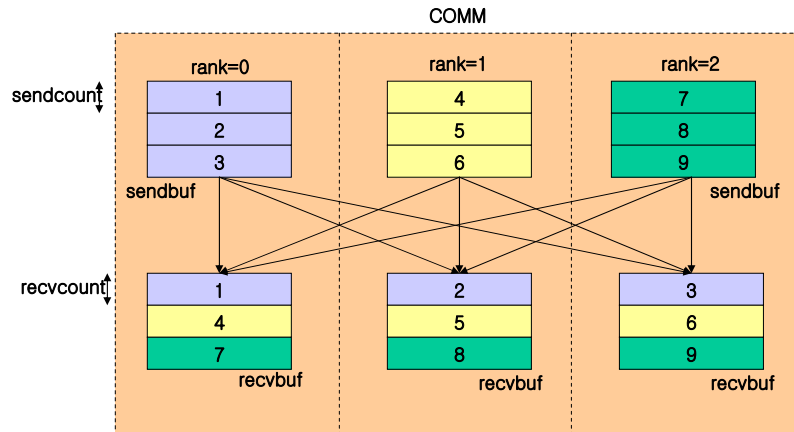 COMM
rank=0
rank=1
rank=2
sendcount
1
4
7
2
5
8
3
6
9
sendbuf
sendbuf
recvcount
1
2
3
4
5
6
7
8
9
recvbuf
recvbuf
recvbuf